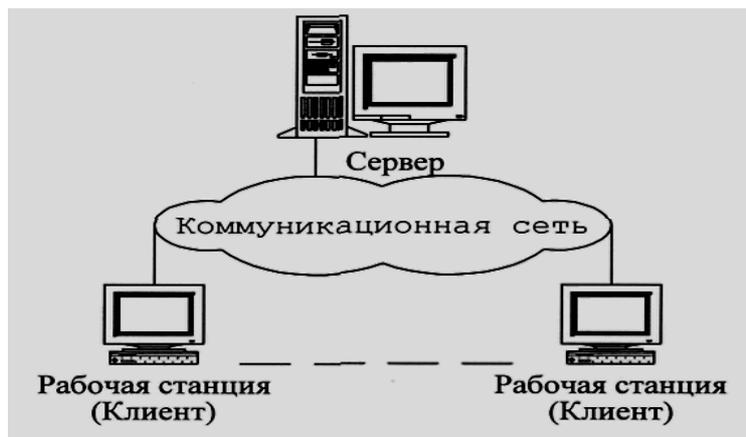 Сервер
Коммуникационная сеть
Рабочая станция
(Клиент)
Рабочая станция
(Клиент)